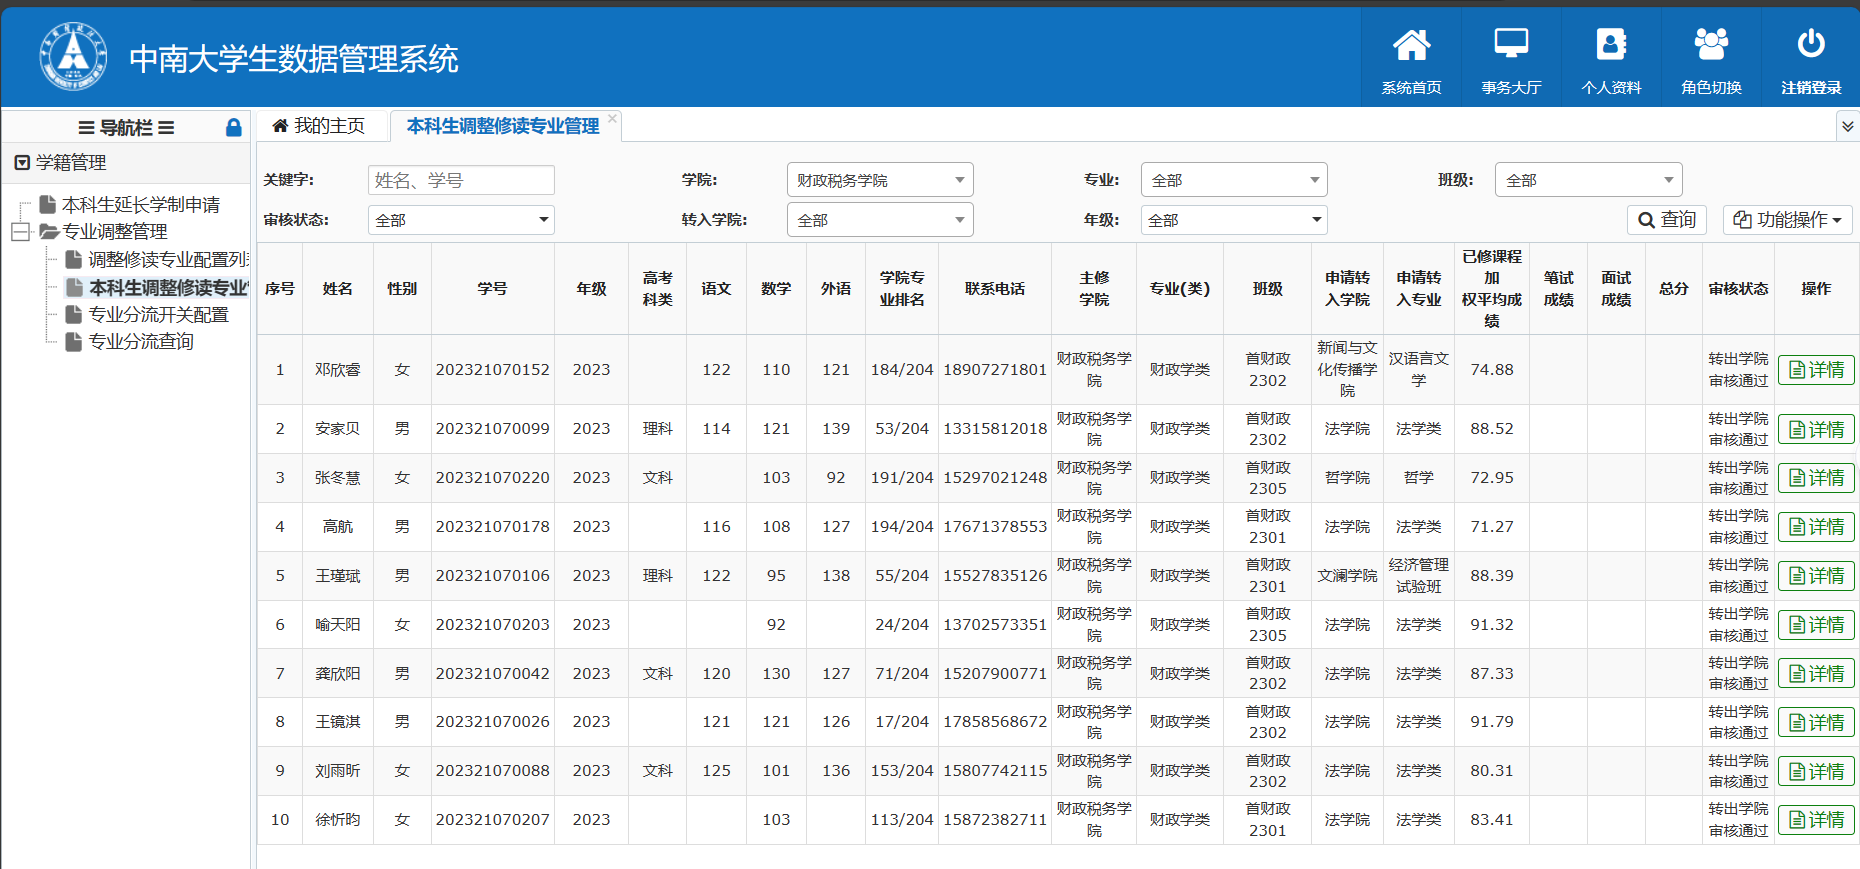 中南大学生数据管理系统
系统首页 事务大厅 个人资料 角色切换 注销登录
导航栏
我的主页 本科生调整修读专业管理
学籍管理
本科生延长学制申请
专业调整管理
调整修读专业配置列
本科生调整修读专业
专业分流开关配置
专业分流查询
关键字: 姓名、学号 学院: 财政税务学院 专业: 全部 班级: 全部
审核状态: 全部 转入学院: 全部 年级: 全部 查询 功能操作
序号 姓名 性别 学号 年级 高考科类 语文 数学 外语 学院专业排名 联系电话 主修学院 专业(类) 班级 申请转入学院 申请转入专业 已修课程加权平均成绩 笔试成绩 面试成绩 总分 审核状态 操作
1 邓欣睿 女 202321070152 2023 122 110 121 184/204 18907271801 财政税务学院 财政学类 首财政2302 新闻与文化传播学院 汉语言文学 74.88 转出学院审核通过 详情
2 安家贝 男 202321070099 2023 理科 114 121 139 53/204 13315812018 财政税务学院 财政学类 首财政2302 法学院 法学类 88.52 转出学院审核通过 详情
3 张冬慧 女 202321070220 2023 文科 103 92 191/204 15297021248 财政税务学院 财政学类 首财政2305 哲学院 哲学 72.95 转出学院审核通过 详情
4 高航 男 202321070178 2023 116 108 127 194/204 17671378553 财政税务学院 财政学类 首财政2301 法学院 法学类 71.27 转出学院审核通过 详情
5 王瑾珷 男 202321070106 2023 理科 122 95 138 55/204 15527835126 财政税务学院 财政学类 首财政2301 文澜学院 经济管理试验班 88.39 转出学院审核通过 详情
6 喻天阳 女 202321070203 2023 92 24/204 13702573351 财政税务学院 财政学类 首财政2305 法学院 法学类 91.32 转出学院审核通过 详情
7 龚欣阳 男 202321070042 2023 文科 120 130 127 71/204 15207900771 财政税务学院 财政学类 首财政2302 法学院 法学类 87.33 转出学院审核通过 详情
8 王镜淇 男 202321070026 2023 121 121 126 17/204 17858568672 财政税务学院 财政学类 首财政2302 法学院 法学类 91.79 转出学院审核通过 详情
9 刘雨昕 女 202321070088 2023 文科 125 101 136 153/204 15807742115 财政税务学院 财政学类 首财政2302 法学院 法学类 80.31 转出学院审核通过 详情
10 徐忻昀 女 202321070207 2023 103 113/204 15872382711 财政税务学院 财政学类 首财政2301 法学院 法学类 83.41 转出学院审核通过 详情